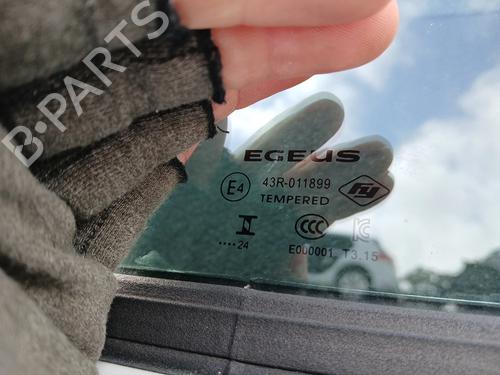 B·PARTS
EGEUS
E4 43R-011899
TEMPERED
CCC
....24
E000001 T3.15